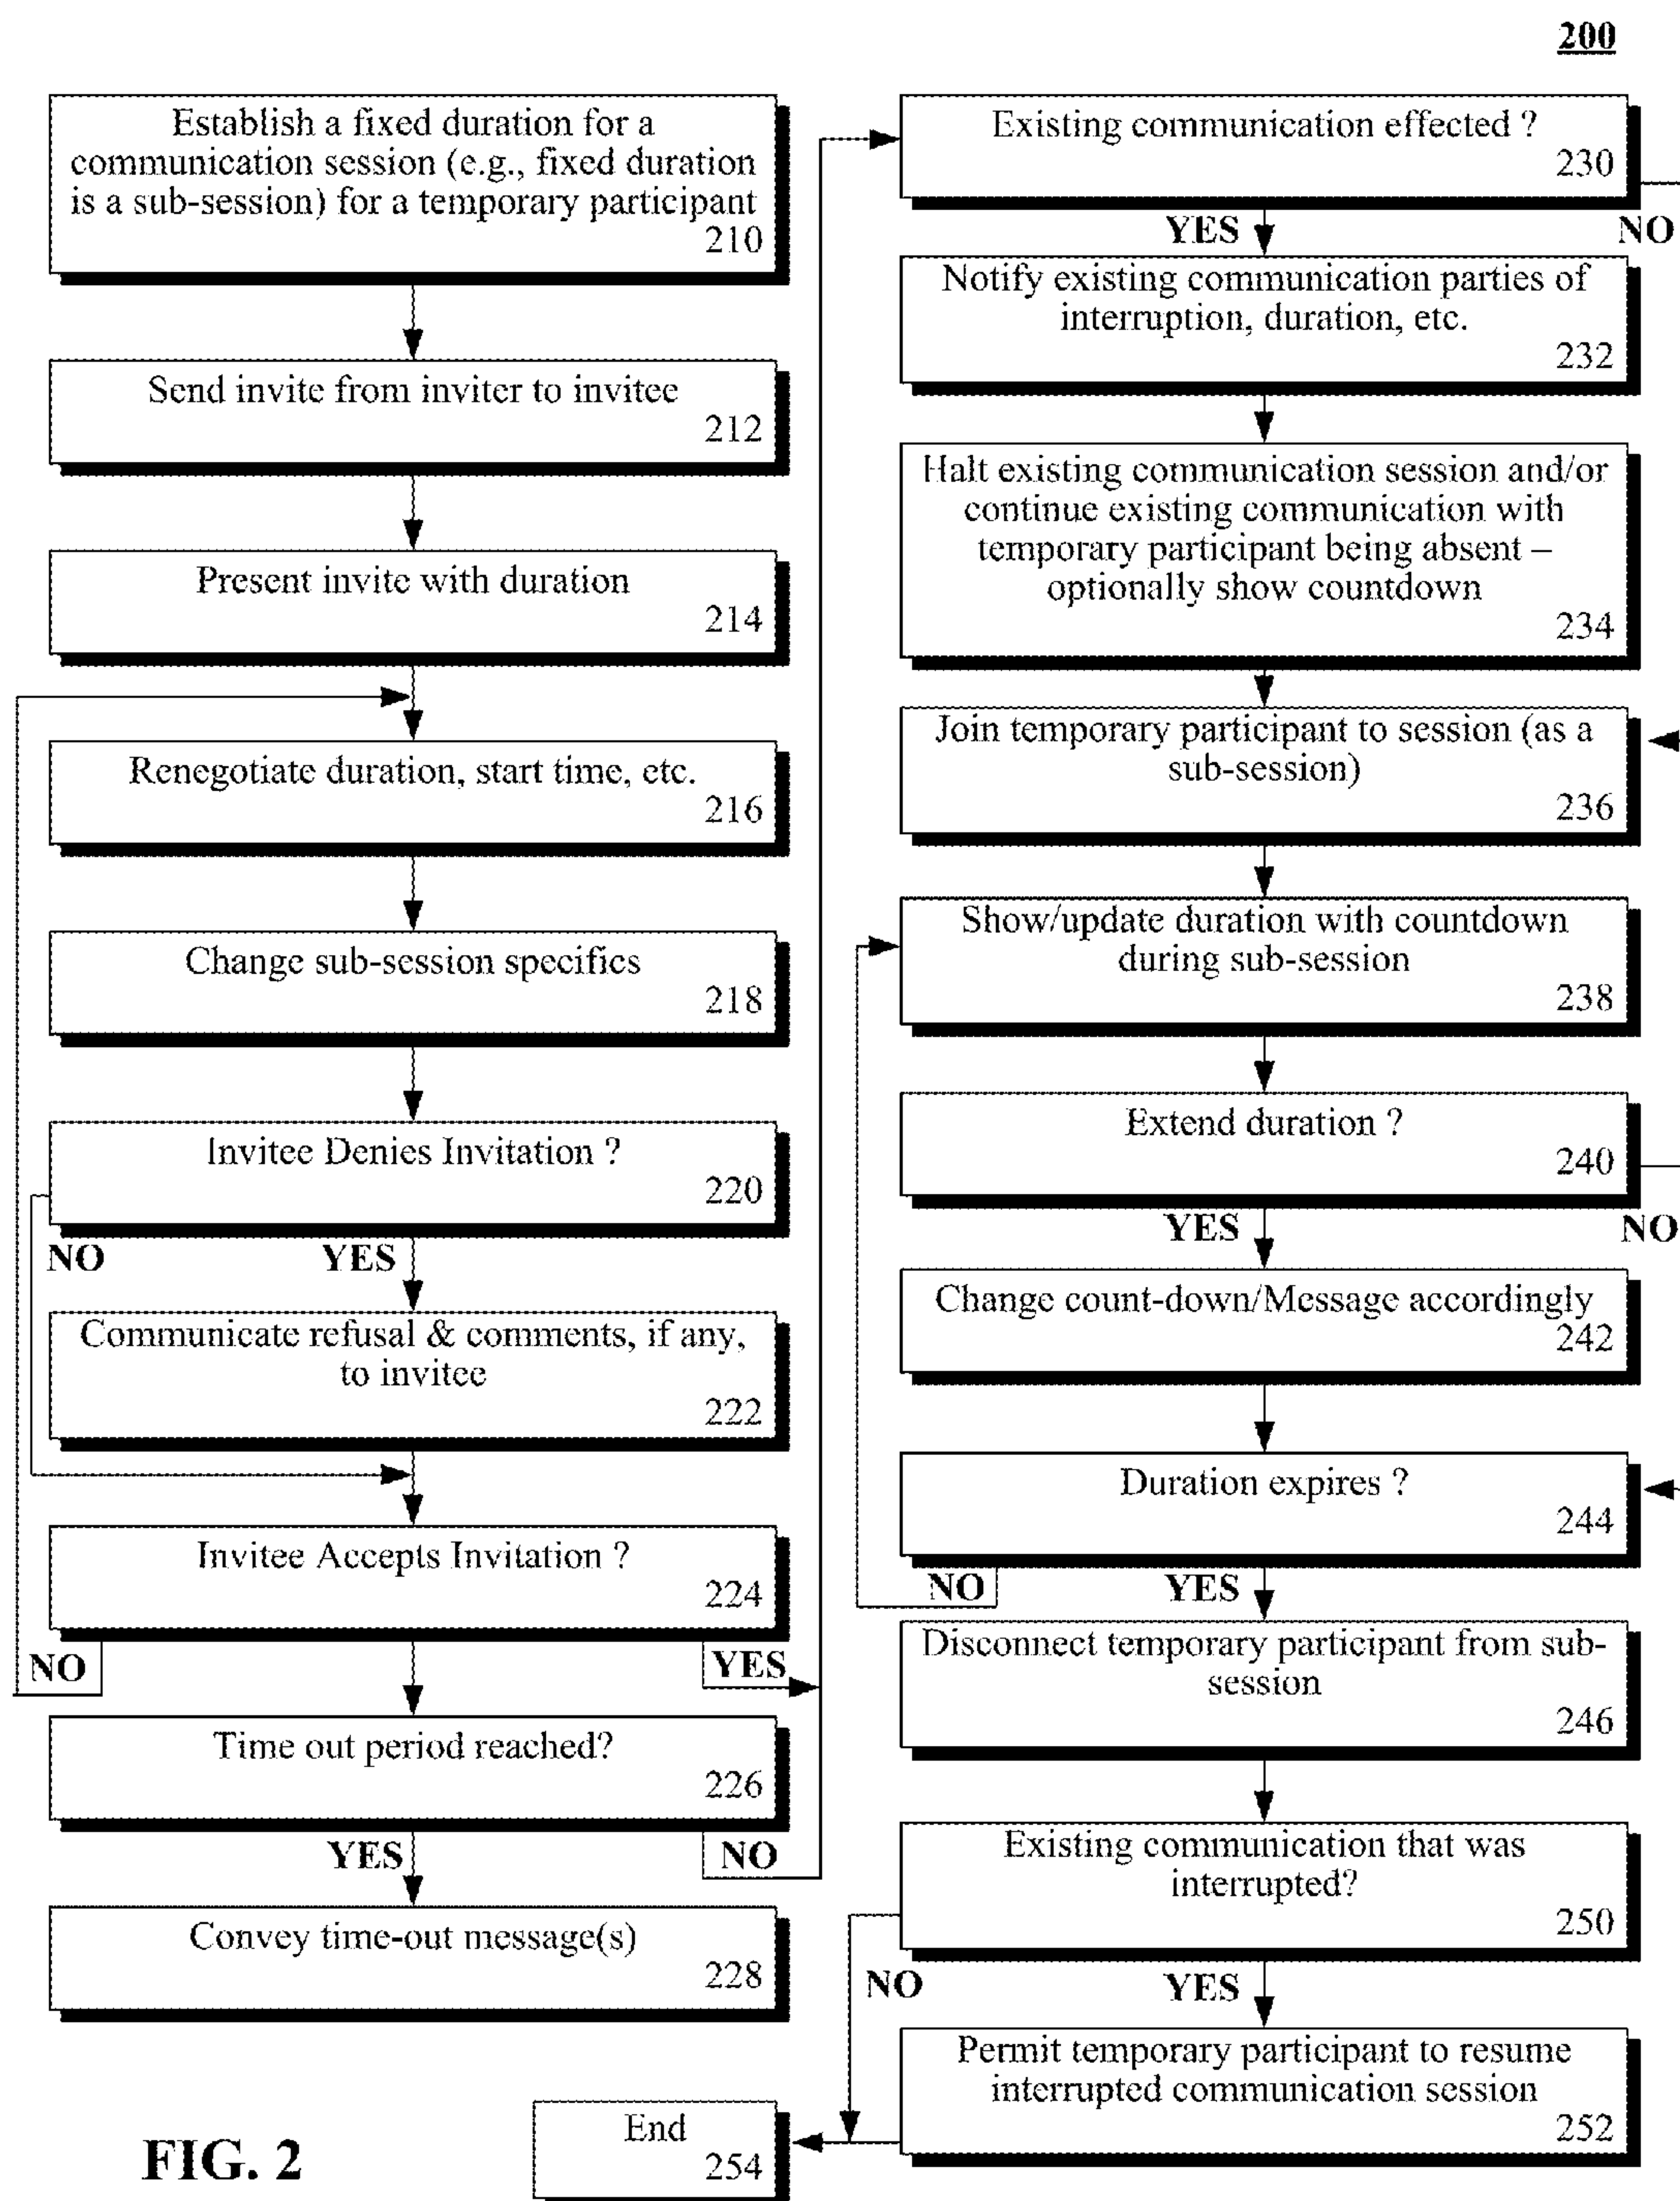 200
Establish a fixed duration for a
communication session (e.g., fixed duration
is a sub-session) for a temporary participant
210
Send invite from inviter to invitee
212
Present invite with duration
214
Renegotiate duration, start time, etc.
216
Change sub-session specifics
218
Invitee Denies Invitation ?
220
NO
YES
Communicate refusal & comments, if any,
to invitee
222
Invitee Accepts Invitation ?
224
NO
YES
Time out period reached?
226
YES
NO
Convey time-out message(s)
228
Existing communication effected ?
230
YES
NO
Notify existing communication parties of
interruption, duration, etc.
232
Halt existing communication session and/or
continue existing communication with
temporary participant being absent –
optionally show countdown
234
Join temporary participant to session (as a
sub-session)
236
Show/update duration with countdown
during sub-session
238
Extend duration ?
240
YES
NO
Change count-down/Message accordingly
242
Duration expires ?
244
NO
YES
Disconnect temporary participant from sub-
session
246
Existing communication that was
interrupted?
250
NO
YES
Permit temporary participant to resume
interrupted communication session
252
End
254
FIG. 2